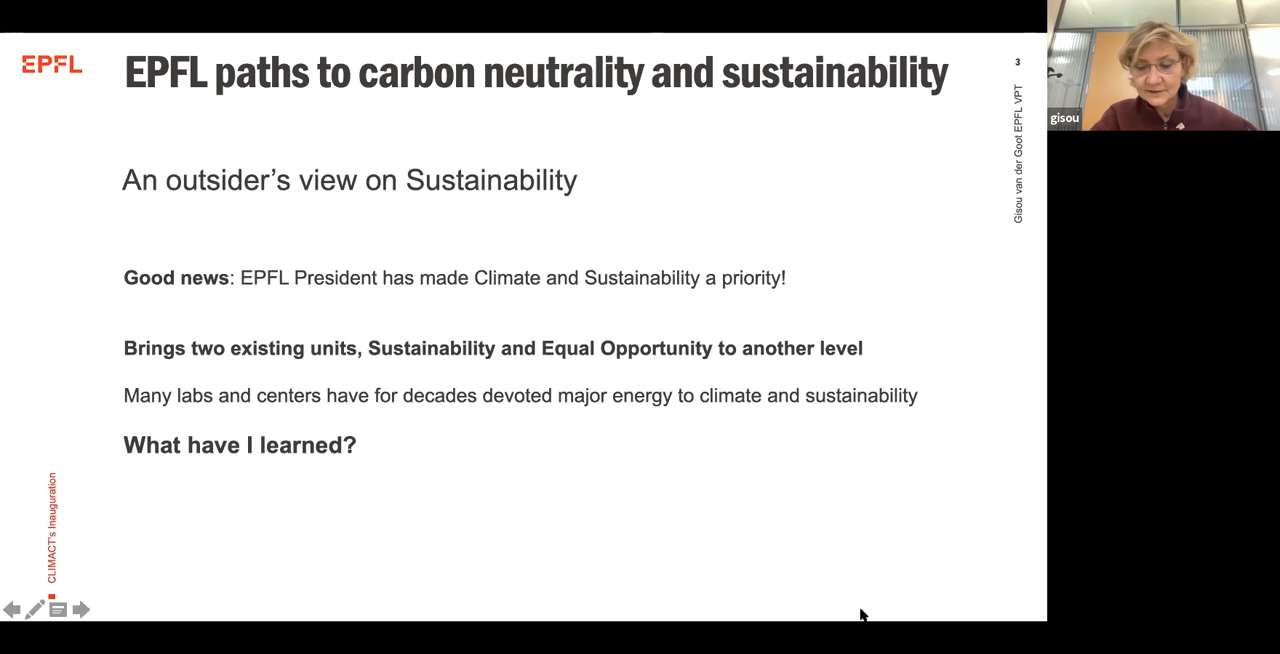 EPFL
EPFL paths to carbon neutrality and sustainability
3
gisou
Gisou van der Goot EPFL VPT
An outsider’s view on Sustainability
Good news: EPFL President has made Climate and Sustainability a priority!
Brings two existing units, Sustainability and Equal Opportunity to another level
Many labs and centers have for decades devoted major energy to climate and sustainability
What have I learned?
CLIMACT's Inauguration